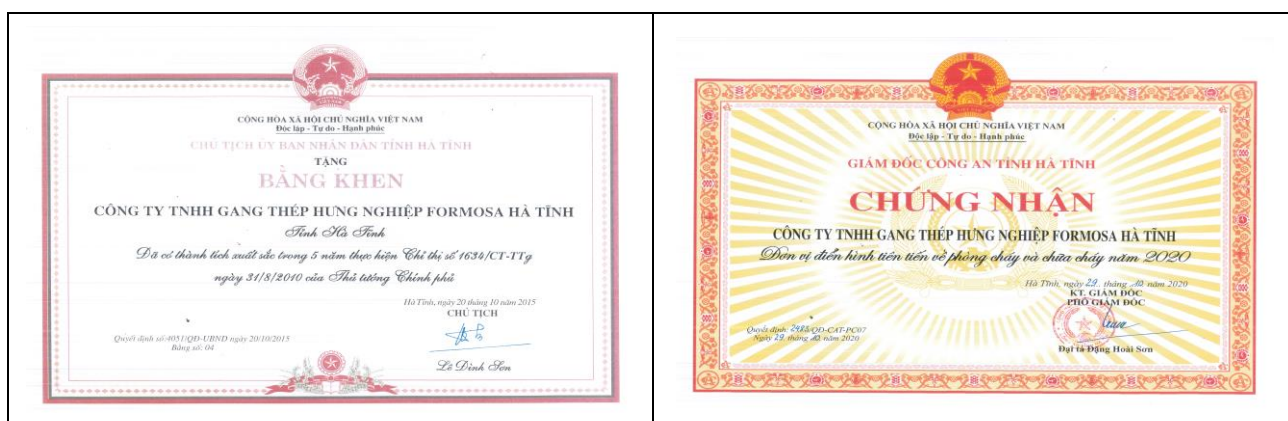 CỘNG HÒA XÃ HỘI CHỦ NGHĨA VIỆT NAM
Độc lập - Tự do - Hạnh phúc
CHỦ TỊCH ỦY BAN NHÂN DÂN TỈNH HÀ TĨNH
TẶNG
BẰNG KHEN
CÔNG TY TNHH GANG THÉP HƯNG NGHIỆP FORMOSA HÀ TĨNH
Tỉnh Hà Tĩnh
Đã có thành tích xuất sắc trong 5 năm thực hiện Chỉ thị số 1634/CT-TTg
ngày 31/8/2010 của Thủ tướng Chính phủ
Hà Tĩnh, ngày 20 tháng 10 năm 2015
CHỦ TỊCH
Quyết định số:4051/QĐ-UBND ngày 20/10/2015
Bảng số: 04
Lê Đình Sơn
CỘNG HÒA XÃ HỘI CHỦ NGHĨA VIỆT NAM
Độc lập - Tự do - Hạnh phúc
GIÁM ĐỐC CÔNG AN TỈNH HÀ TĨNH
CHỨNG NHẬN
CÔNG TY TNHH GANG THÉP HƯNG NGHIỆP FORMOSA HÀ TĨNH
Đơn vị điển hình tiên tiến về phòng cháy và chữa cháy năm 2020
Hà Tĩnh, ngày 29 tháng 10 năm 2020
KT. GIÁM ĐỐC
PHÓ GIÁM ĐỐC
Quyết định: 2485/QĐ-CAT-PC07
Ngày 29 tháng 10 năm 2020
Đại tá Đặng Hoài Sơn